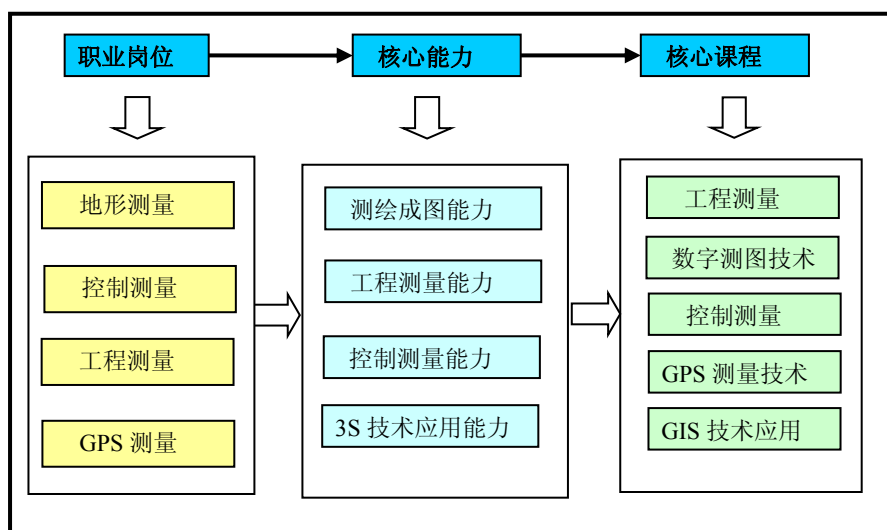 职业岗位
核心能力
核心课程
地形测量
控制测量
工程测量
GPS 测量
测绘成图能力
工程测量能力
控制测量能力
3S 技术应用能力
工程测量
数字测图技术
控制测量
GPS 测量技术
GIS 技术应用